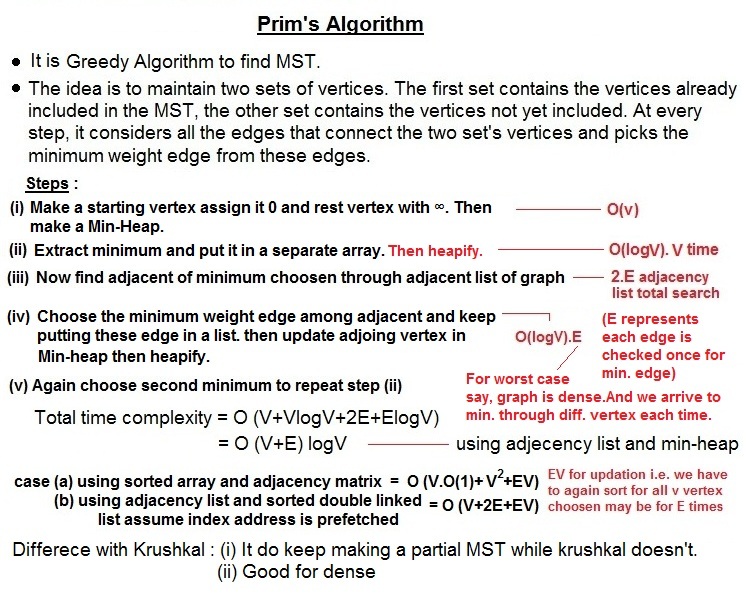 Prim's Algorithm
• It is Greedy Algorithm to find MST.
• The idea is to maintain two sets of vertices. The first set contains the vertices already
included in the MST, the other set contains the vertices not yet included. At every
step, it considers all the edges that connect the two set's vertices and picks the
minimum weight edge from these edges.
Steps :
(i) Make a starting vertex assign it 0 and rest vertex with ∞. Then
make a Min-Heap.
O(v)
(ii) Extract minimum and put it in a separate array. Then heapify.
O(logV). V time
(iii) Now find adjacent of minimum choosen through adjacent list of graph
2.E adjacency
list total search
(iv) Choose the minimum weight edge among adjacent and keep
putting these edge in a list. then update adjoing vertex in
Min-heap then heapify.
O(logV).E
(E represents
each edge is
checked once for
min. edge)
For worst case
say, graph is dense.And we arrive to
min. through diff. vertex each time.
(v) Again choose second minimum to repeat step (ii)
Total time complexity = O (V+VlogV+2E+ElogV)
= O (V+E) logV
using adjecency list and min-heap
case (a) using sorted array and adjacency matrix = O (V.O(1)+V²+EV)
(b) using adjacency list and sorted double linked = O (V+2E+EV)
list assume index address is prefetched
EV for updation i.e. we have
to again sort for all v vertex
choosen may be for E times
Differece with Krushkal : (i) It do keep making a partial MST while krushkal doesn't.
(ii) Good for dense